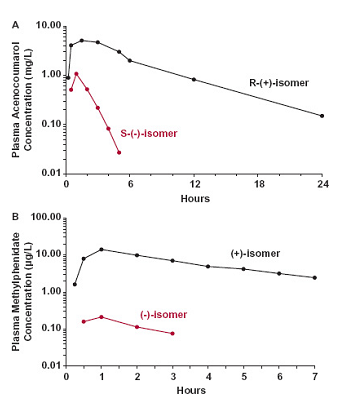 A
Plasma Acenocoumarol
Concentration (mg/L)
10.00
1.0
0.10
0.01
R-(+)-isomer
S-(-)-isomer
0
6
12
18
24
Hours
B
Plasma Methylphenidate
Concentration (µg/L)
100.00
10.00
1.00
0.10
0.01
(+)-isomer
(-)-isomer
0
1
2
3
4
5
6
7
Hours